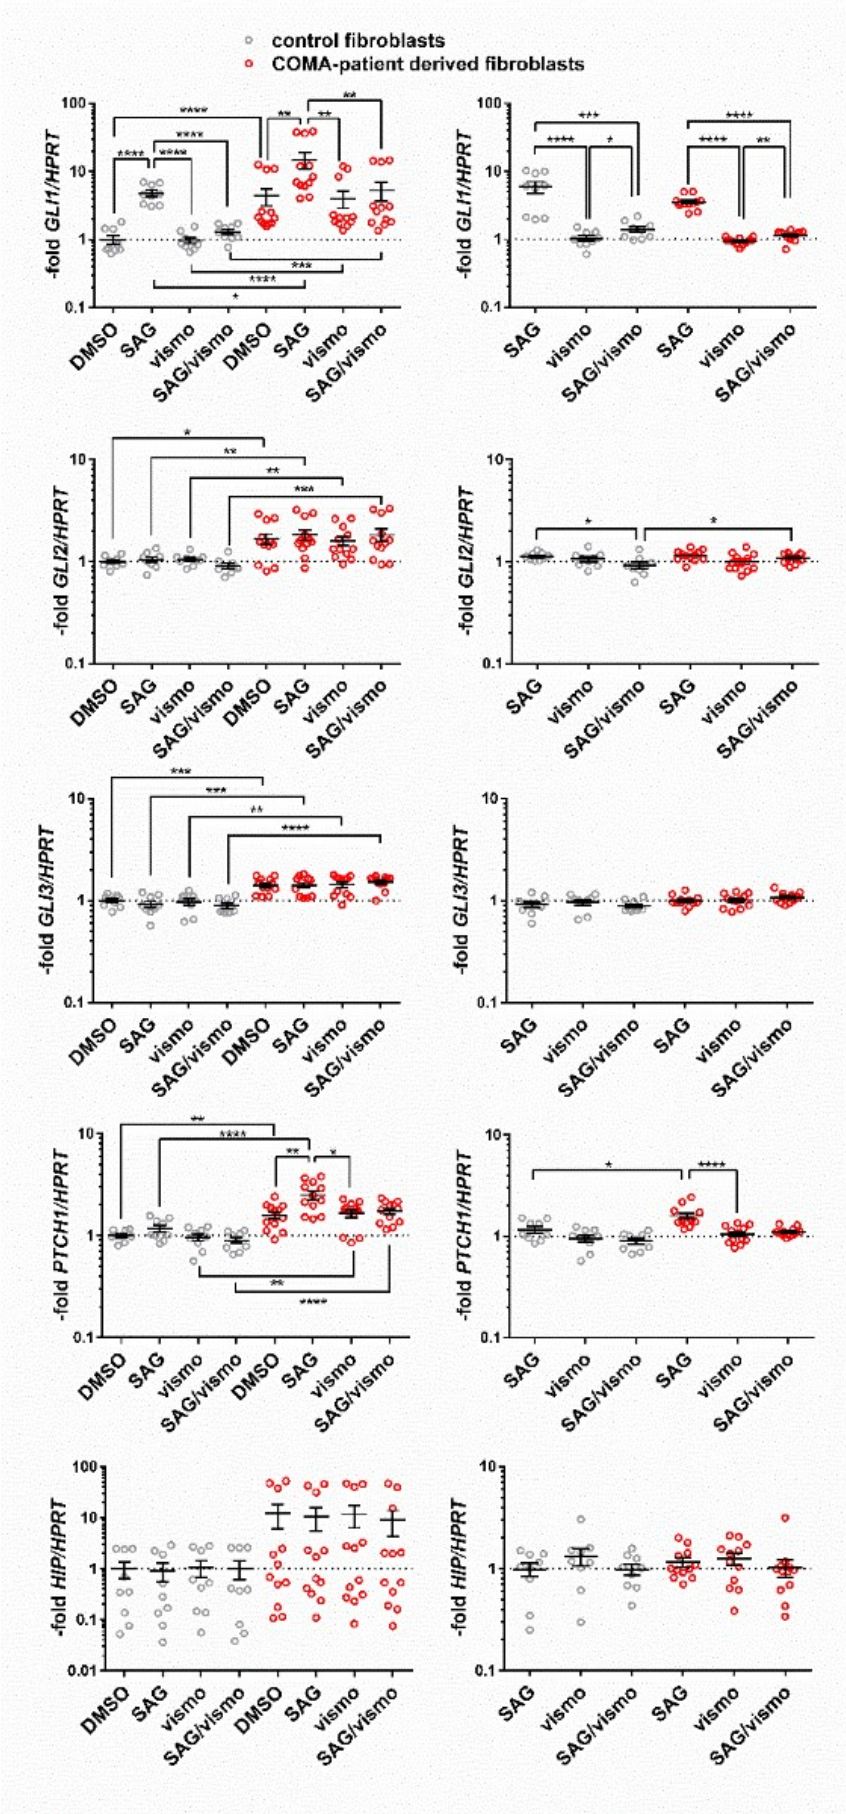 control fibroblasts
COMA-patient derived fibroblasts
-fold GLI1/HPRT
100
10
1
0.1
****
**
**
****
**
****
****
***
****
*
DMSO
SAG
vismo
SAG/vismo
DMSO
SAG
vismo
SAG/vismo
-fold GLI1/HPRT
100
10
1
0.1
***
****
****
*
****
**
SAG
vismo
SAG/vismo
SAG
vismo
SAG/vismo
-fold GLI2/HPRT
10
1
0.1
*
**
**
***
DMSO
SAG
vismo
SAG/vismo
DMSO
SAG
vismo
SAG/vismo
-fold GLI2/HPRT
10
1
0.1
*
*
SAG
vismo
SAG/vismo
SAG
vismo
SAG/vismo
-fold GLI3/HPRT
10
1
0.1
***
***
**
****
DMSO
SAG
vismo
SAG/vismo
DMSO
SAG
vismo
SAG/vismo
-fold GLI3/HPRT
10
1
0.1
SAG
vismo
SAG/vismo
SAG
vismo
SAG/vismo
-fold PTCH1/HPRT
10
1
0.1
**
****
**
*
**
****
DMSO
SAG
vismo
SAG/vismo
DMSO
SAG
vismo
SAG/vismo
-fold PTCH1/HPRT
10
1
0.1
*
****
SAG
vismo
SAG/vismo
SAG
vismo
SAG/vismo
-fold HIP/HPRT
100
10
1
0.1
0.01
DMSO
SAG
vismo
SAG/vismo
DMSO
SAG
vismo
SAG/vismo
-fold HIP/HPRT
10
1
0.1
SAG
vismo
SAG/vismo
SAG
vismo
SAG/vismo